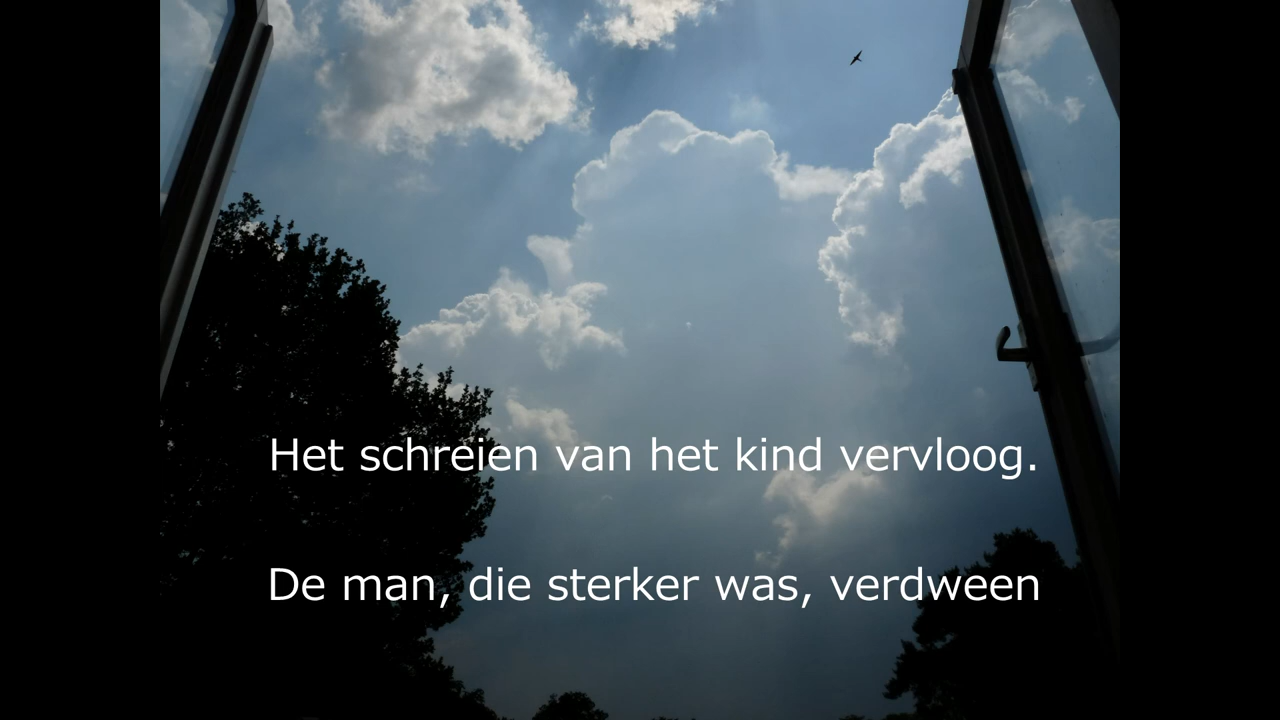 Het schreien van het kind vervloog.
De man, die sterker was, verdween